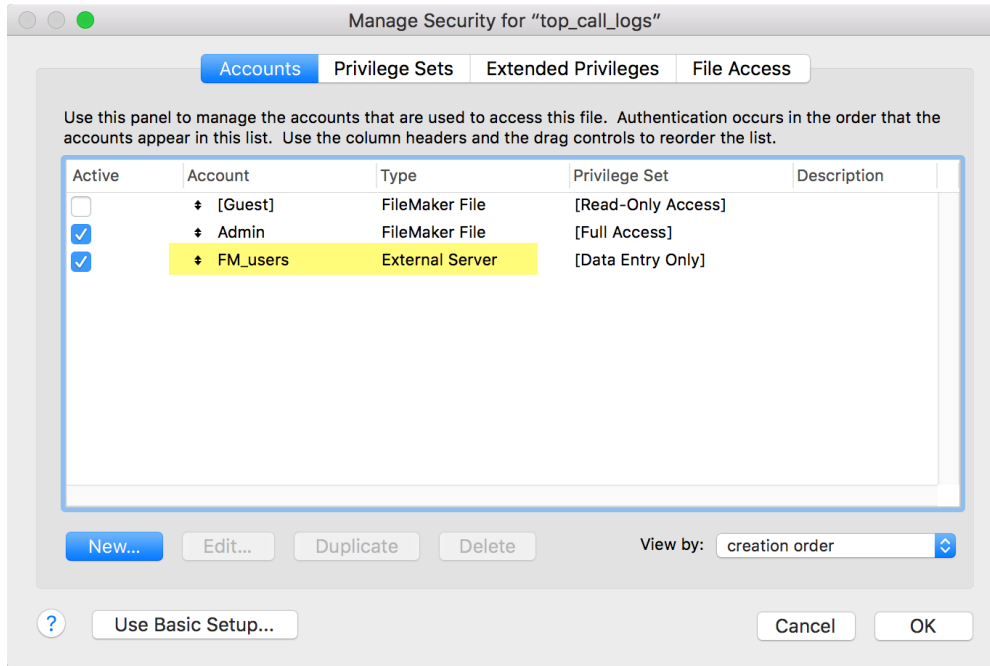 Manage Security for “top_call_logs”
Accounts Privilege Sets Extended Privileges File Access
Use this panel to manage the accounts that are used to access this file.  Authentication occurs in the order that the
accounts appear in this list.  Use the column headers and the drag controls to reorder the list.
Active Account Type Privilege Set Description
[Guest] FileMaker File [Read-Only Access]
Admin FileMaker File [Full Access]
FM_users External Server [Data Entry Only]
New... Edit... Duplicate Delete View by: creation order
? Use Basic Setup... Cancel OK